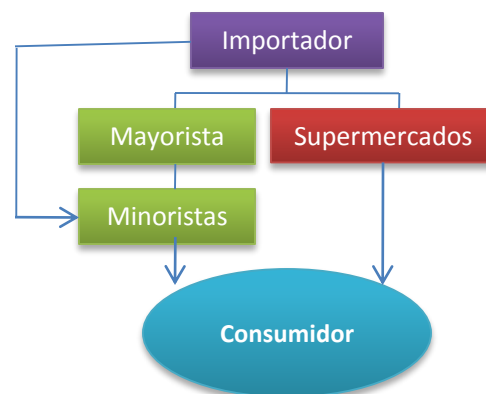 Importador
Mayorista
Supermercados
Minoristas
Consumidor